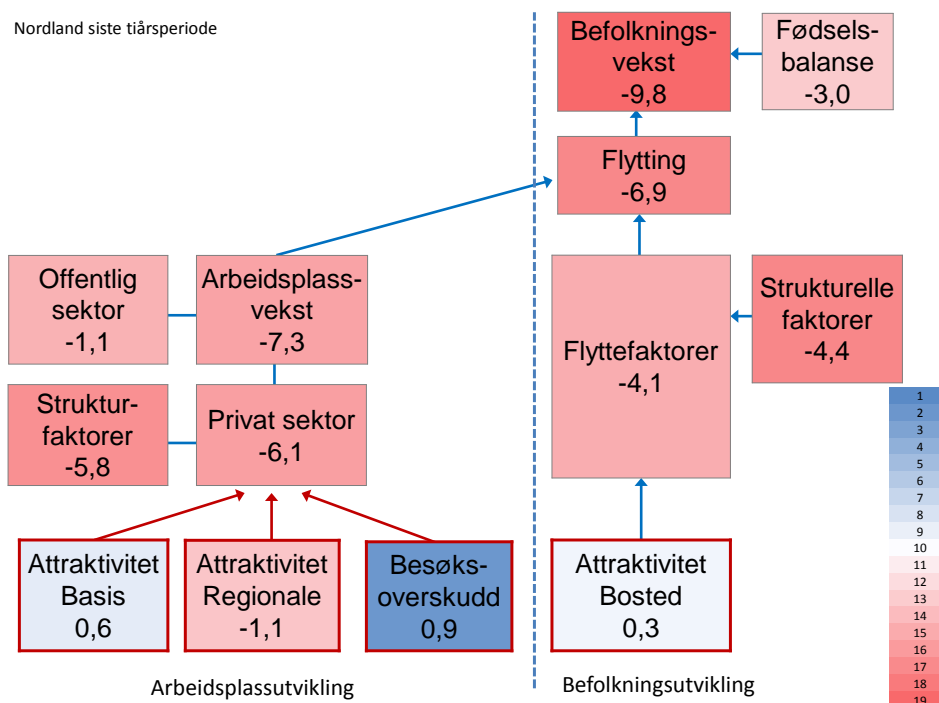 Nordland siste tiårsperiode
Befolknings-
vekst
-9,8
Fødsels-
balanse
-3,0
Flytting
-6,9
Offentlig
sektor
-1,1
Arbeidsplass-
vekst
-7,3
Flyttefaktorer
-4,1
Strukturelle
faktorer
-4,4
Struktur-
faktorer
-5,8
Privat sektor
-6,1
Attraktivitet
Basis
0,6
Attraktivitet
Regionale
-1,1
Besøks-
overskudd
0,9
Attraktivitet
Bosted
0,3
Arbeidsplassutvikling
Befolkningsutvikling
1
2
3
4
5
6
7
8
9
10
11
12
13
14
15
16
17
18
19